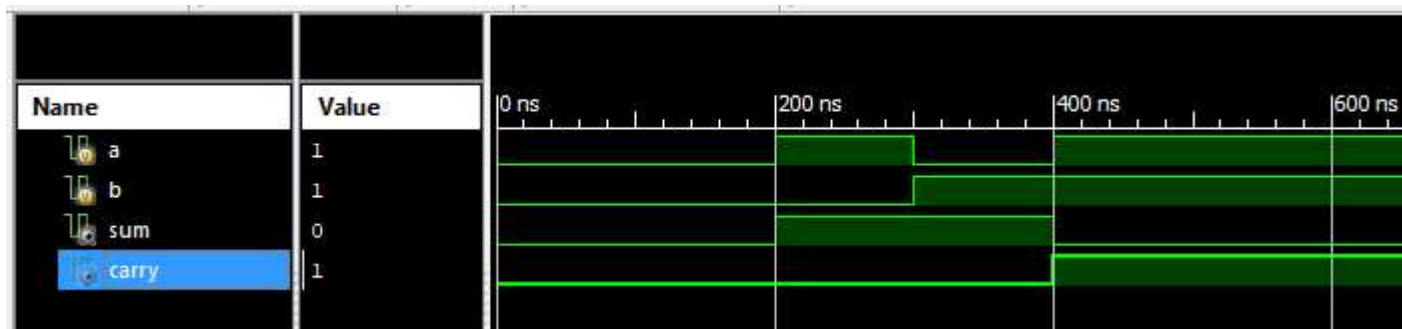 Name Value 0 ns 200 ns 400 ns 600 ns
a 1
b 1
sum 0
carry 1